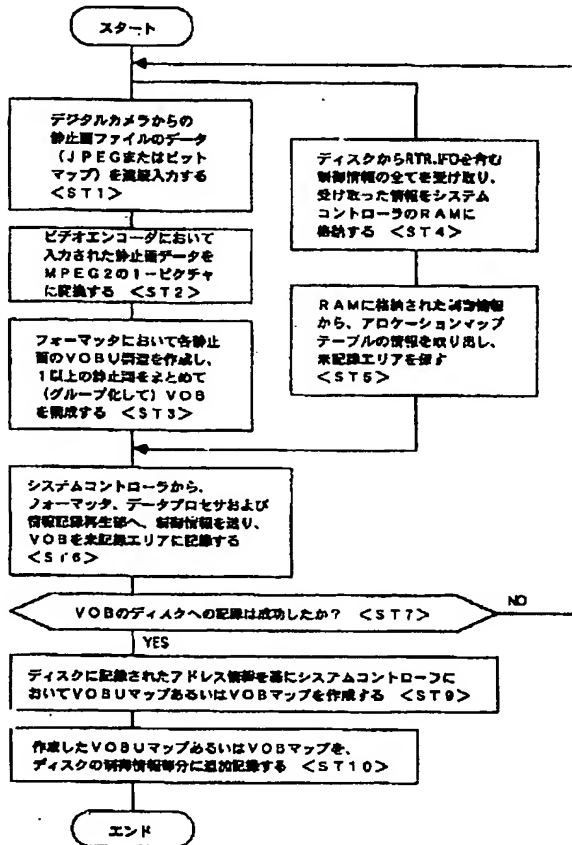 スタート
デジタルカメラからの
静止画ファイルのデータ
(JPEGまたはビット
マップ)を連続入力する
<ST1>
ビデオエンコーダにおいて
入力された静止画データを
MPEG2の1-ピクチャ
に変換する <ST2>
フォーマッタにおいて各静止
画のVOBU構造を作成し、
1以上の静止画をまとめて
(グループ化して)VOB
を構成する <ST3>
ディスクからRTR.IFOを含む
制御情報の全てを受け取り、
受け取った情報をシステム
コントローラのRAMに
格納する <ST4>
RAMに格納された制御情報
から、アロケーションマップ
テーブルの情報を取り出し、
未記録エリアを探す
<ST5>
システムコントローラから、
フォーマッタ、データプロセサおよび
情報記録再生部へ、制御情報を送り、
VOBを未記録エリアに記録する
<ST6>
VOBのディスクへの記録は成功したか? <ST7>
NO
YES
ディスクに記録されたアドレス情報を基にシステムコントローラに
おいてVOBUマップあるいはVOBマップを作成する <ST9>
作成したVOBUマップあるいはVOBマップを、
ディスクの制御情報部分に追加記録する <ST10>
エンド